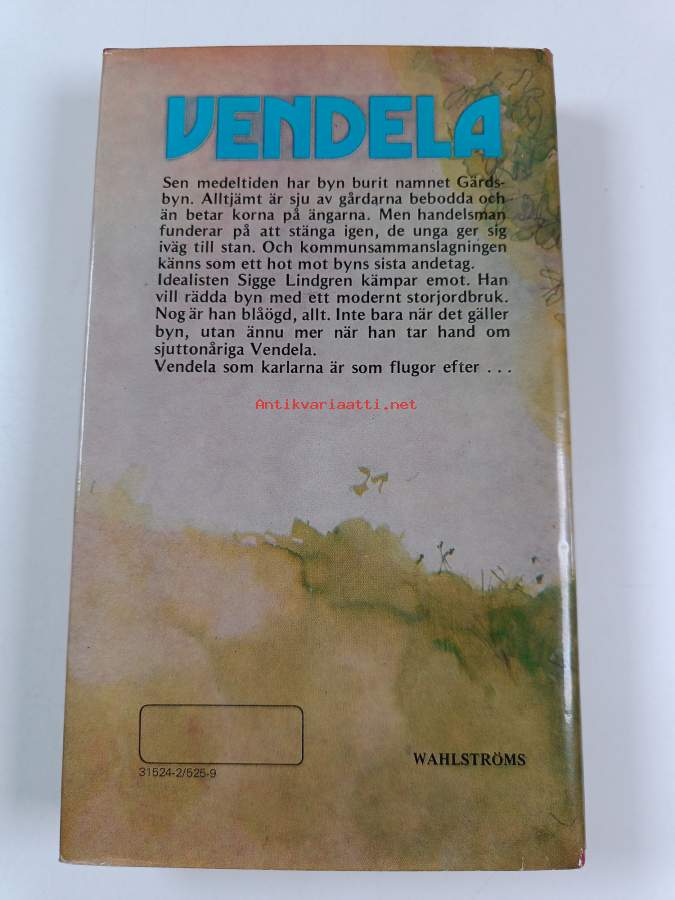 VENDELA
Sen medeltiden har byn burit namnet Gärds-
byn. Alltjämt är sju av gårdarna bebodda och
än betar korna på ängarna. Men handelsman
funderar på att stänga igen, de unga ger sig
iväg till stan. Och kommunsammanslagningen
känns som ett hot mot byns sista andetag.
Idealisten Sigge Lindgren kämpar emot. Han
vill rädda byn med ett modernt storjordbruk.
Nog är han blåögd, allt. Inte bara när det gäller
byn, utan ännu mer när han tar hand om
sjuttonåriga Vendela.
Vendela som karlarna är som flugor efter . . .
Antikvariaatti.net
WAHLSTRÖMS
31524-2/525-9